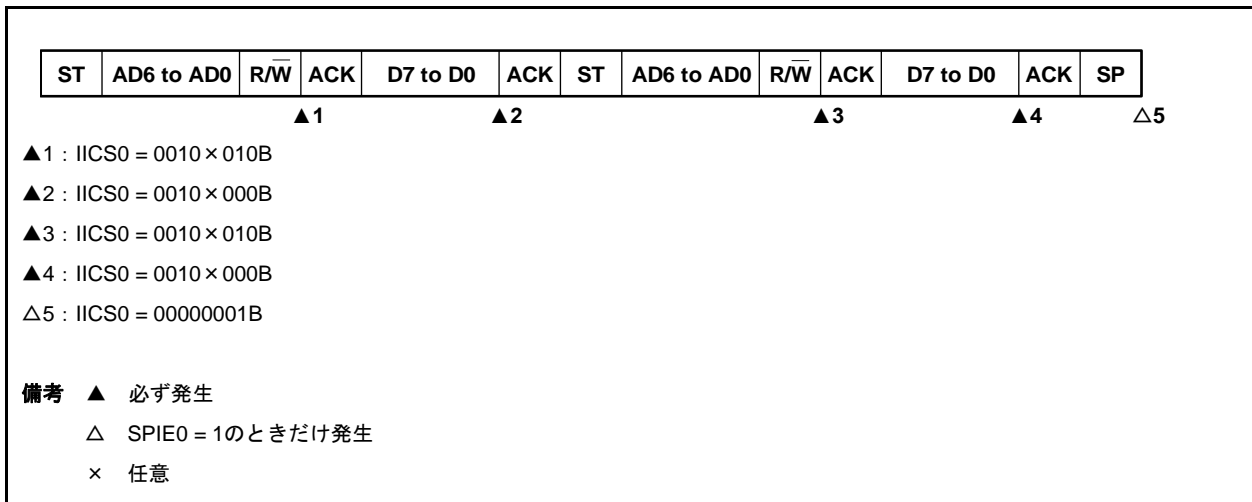 ST AD6 to AD0 R/W̅ ACK D7 to D0 ACK ST AD6 to AD0 R/W̅ ACK D7 to D0 ACK SP
▲1 ▲2 ▲3 ▲4 △5
▲1：IICS0 = 0010×010B
▲2：IICS0 = 0010×000B
▲3：IICS0 = 0010×010B
▲4：IICS0 = 0010×000B
△5：IICS0 = 00000001B
備考 ▲ 必ず発生
△ SPIE0 = 1のときだけ発生
× 任意